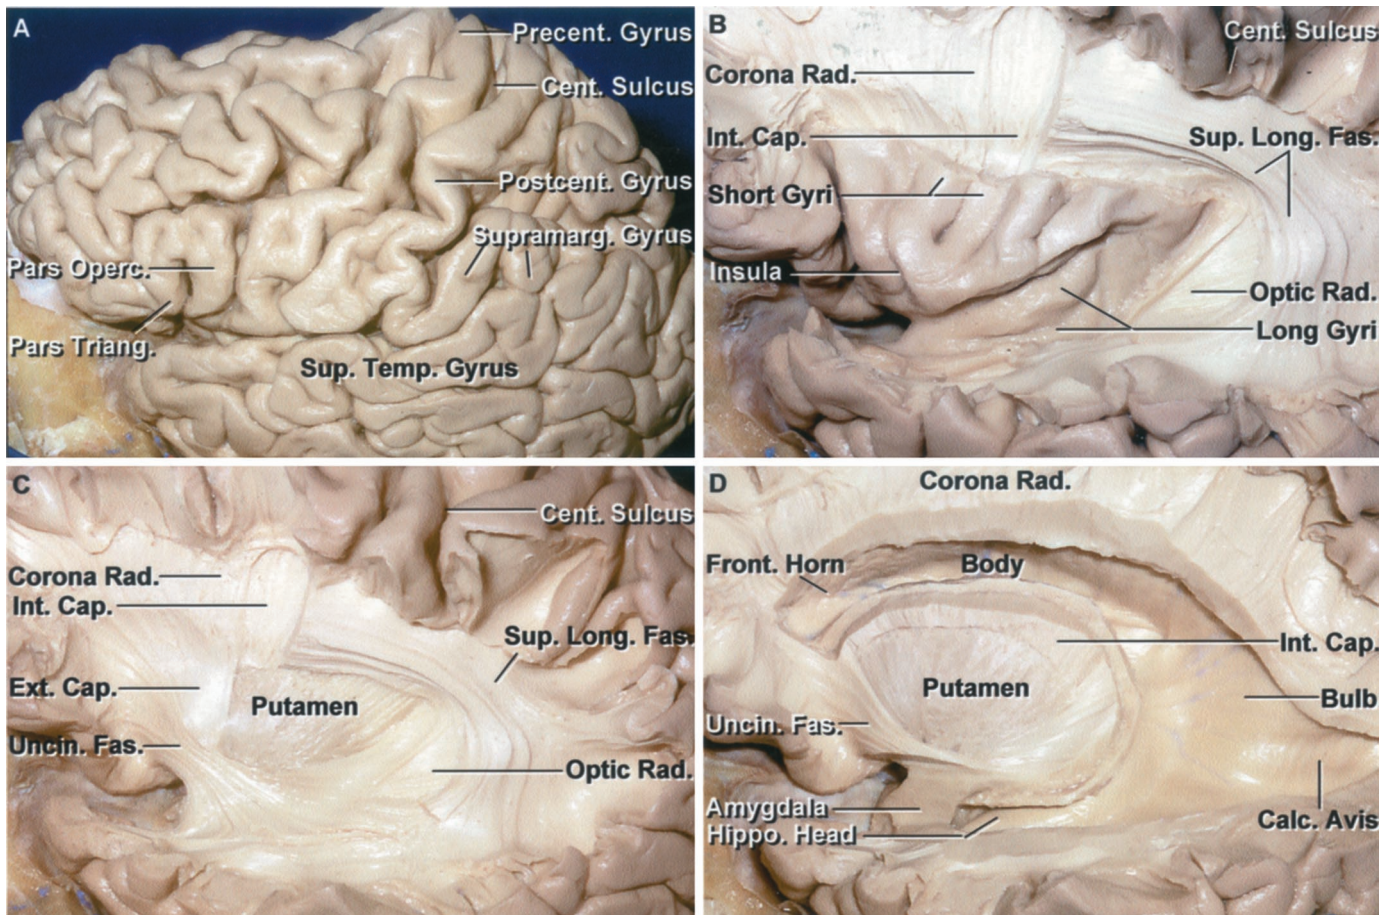 A
Precent. Gyrus
Cent. Sulcus
Postcent. Gyrus
Supramarg. Gyrus
Pars Operc.
Pars Triang.
Sup. Temp. Gyrus
B
Cent. Sulcus
Corona Rad.
Int. Cap.
Sup. Long. Fas.
Short Gyri
Insula
Optic Rad.
Long Gyri
C
Cent. Sulcus
Corona Rad.
Int. Cap.
Sup. Long. Fas.
Ext. Cap.
Putamen
Uncin. Fas.
Optic Rad.
D
Corona Rad.
Front. Horn
Body
Int. Cap.
Putamen
Bulb
Uncin. Fas.
Amygdala
Hippo. Head
Calc. Avis